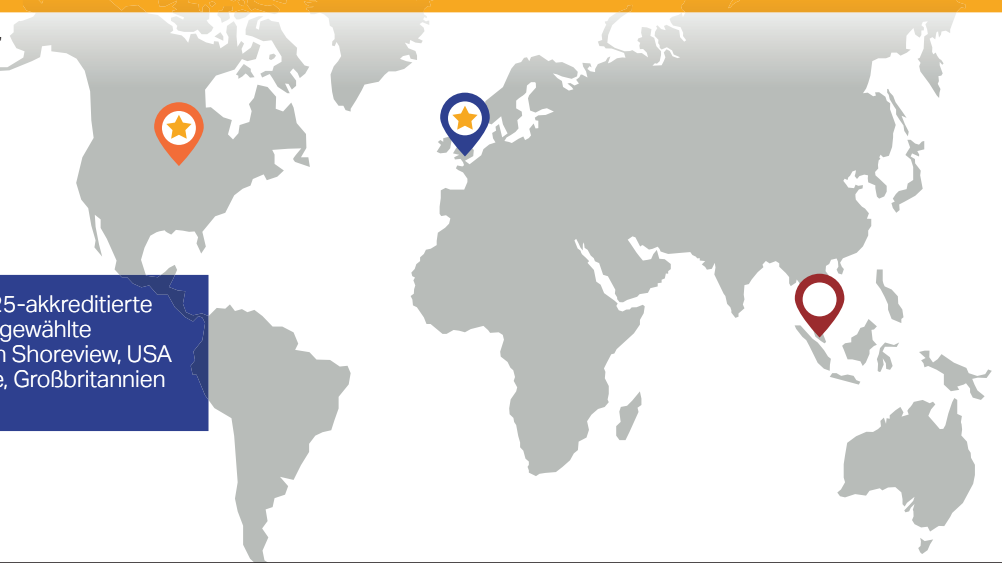 25-akkreditierte
gewählte
n Shoreview, USA
e, Großbritannien